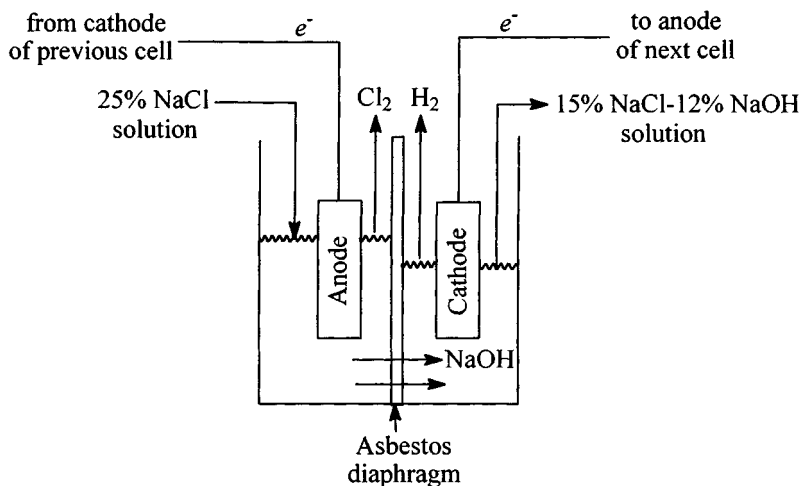 from cathode
of previous cell
e⁻
e⁻
to anode
of next cell
25% NaCl
solution
Cl₂
H₂
15% NaCl-12% NaOH
solution
Anode
Cathode
NaOH
Asbestos
diaphragm